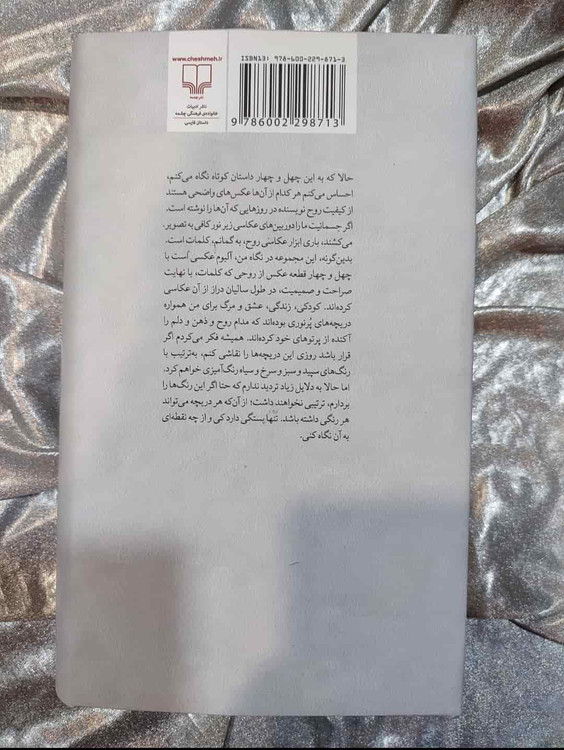 www.cheshmeh.ir
نشرچشمه
ناشر ادبیات
خانواده‌ی فرهنگی چشمه
داستان فارسی
ISBN13: 978-600-229-871-3
9 786002 298713
حالا که به این چهل و چهار داستان کوتاه نگاه می‌کنم،
احساس می‌کنم هر کدام از آن‌ها عکس‌های واضحی هستند
از کیفیت روح نویسنده در روزهایی که آن‌ها را نوشته است.
اگر جسمانیت ما را دوربین‌های عکاسی زیر نور کافی به تصویر
می‌کشند، باری ابزار عکاسی روح، به گمانم، کلمات است.
بدین‌گونه، این مجموعه در نگاه من، آلبوم عکسی است با
چهل و چهار قطعه عکس از روحی که کلمات، با نهایت
صراحت و صمیمیت، در طول سالیان دراز از آن عکاسی
کرده‌اند. کودکی، زندگی، عشق و مرگ برای من همواره
دریچه‌های پُرنوری بوده‌اند که مدام روح و ذهن و دلم را
آکنده از پرتوهای خود کرده‌اند. همیشه فکر می‌کردم اگر
قرار باشد روزی این دریچه‌ها را نقاشی کنم، به‌ترتیب با
رنگ‌های سپید و سبز و سرخ و سیاه رنگ‌آمیزی خواهم کرد.
اما حالا به دلایل زیاد تردید ندارم که حتا اگر این رنگ‌ها را
بردارم، ترتیبی نخواهند داشت؛ از آن‌که هر دریچه می‌تواند
هر رنگی داشته باشد. تنها بستگی دارد کی و از چه نقطه‌ای
به آن نگاه کنی.